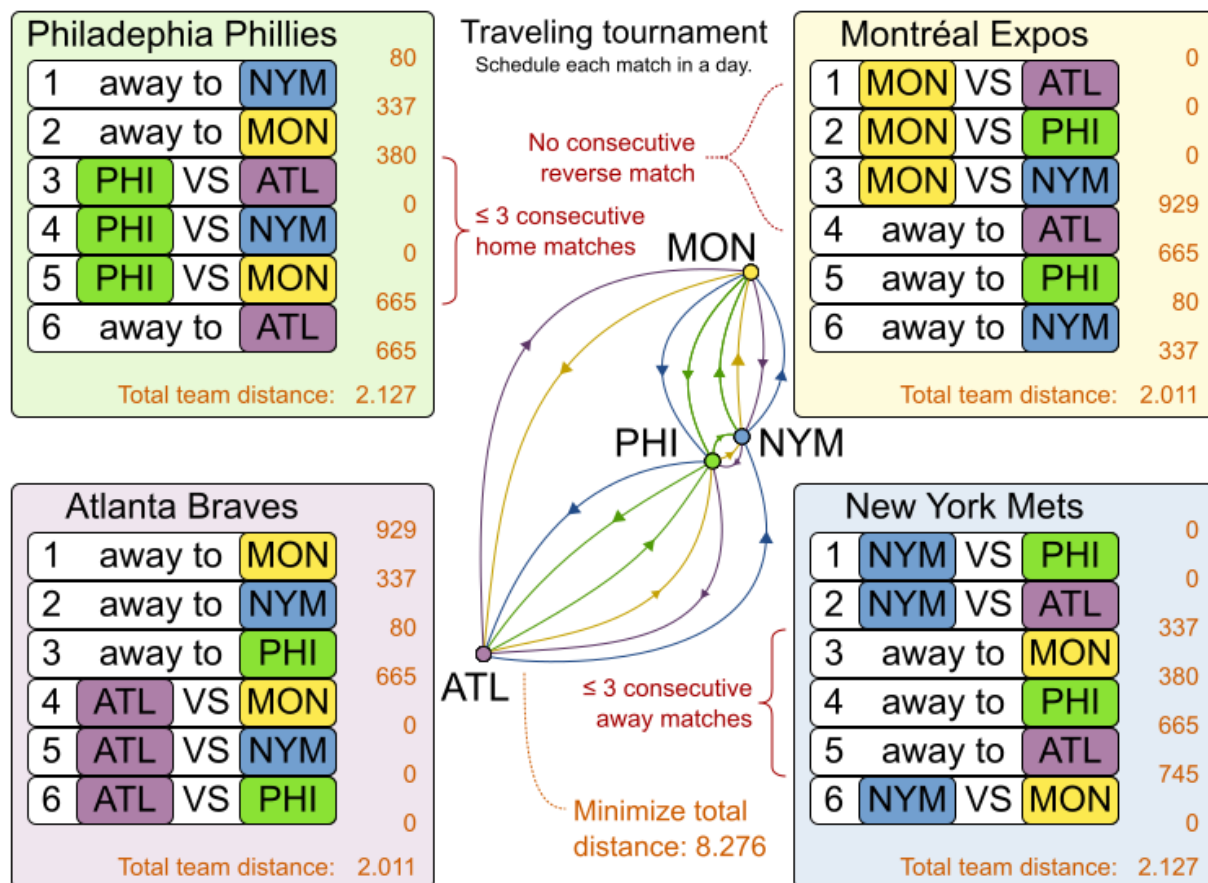 Philadephia Phillies
80
1 away to NYM
337
2 away to MON
380
3 PHI VS ATL
0
4 PHI VS NYM
0
5 PHI VS MON
665
6 away to ATL
665
Total team distance: 2.127
Traveling tournament
Schedule each match in a day.
No consecutive
reverse match
≤ 3 consecutive
home matches
Montréal Expos
0
1 MON VS ATL
0
2 MON VS PHI
0
3 MON VS NYM
929
4 away to ATL
665
5 away to PHI
80
6 away to NYM
337
Total team distance: 2.011
MON
PHI
NYM
ATL
Atlanta Braves
929
1 away to MON
337
2 away to NYM
80
3 away to PHI
665
4 ATL VS MON
0
5 ATL VS NYM
0
6 ATL VS PHI
0
Total team distance: 2.011
≤ 3 consecutive
away matches
Minimize total
distance: 8.276
New York Mets
0
1 NYM VS PHI
0
2 NYM VS ATL
337
3 away to MON
380
4 away to PHI
665
5 away to ATL
745
6 NYM VS MON
0
Total team distance: 2.127